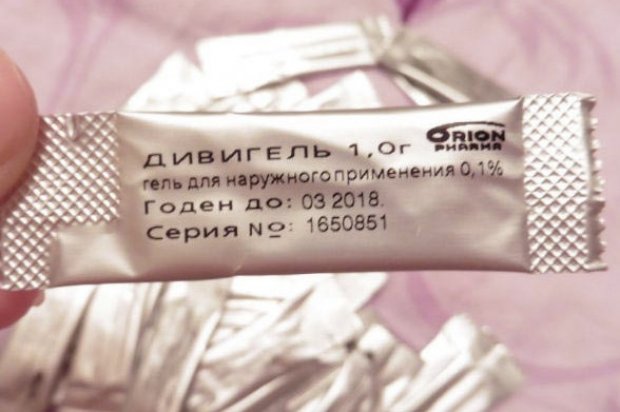 ДИВИГЕЛЬ 1,0г
ORION
PHARMA
гель для наружного применения 0,1%
Годен до: 03 2018.
Серия №: 1650851